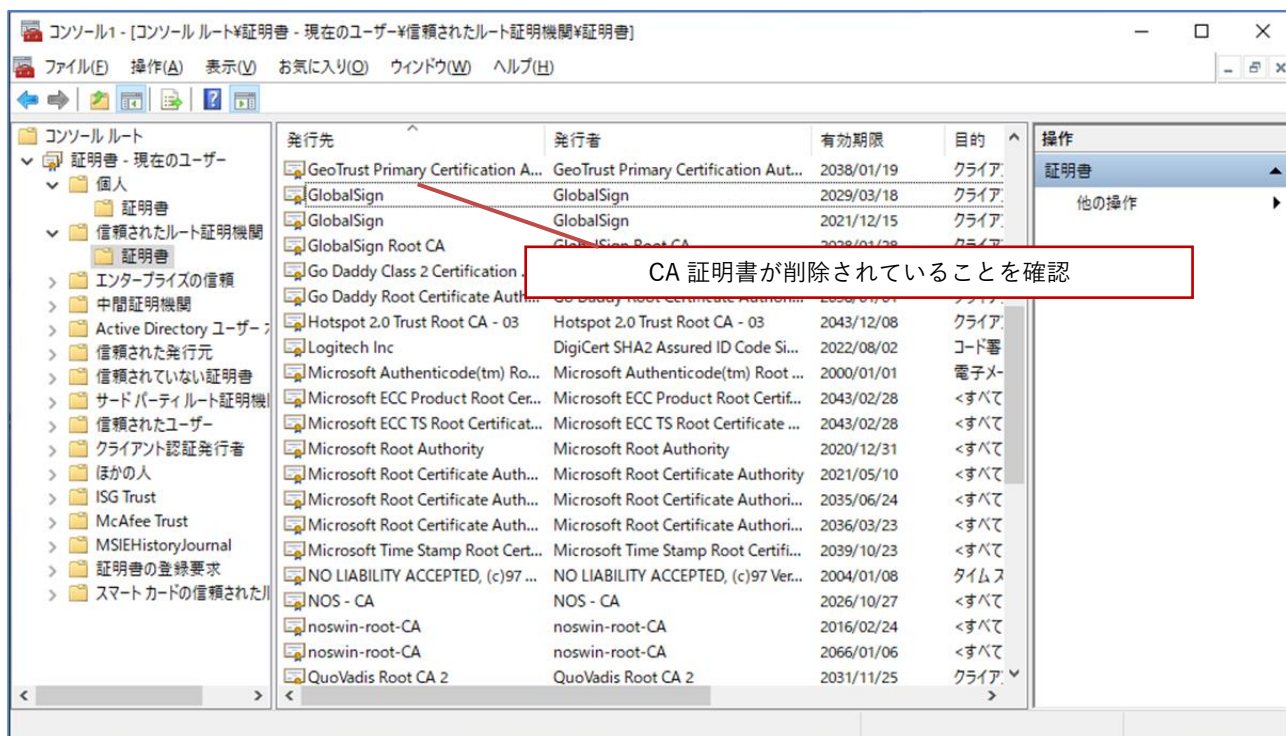 コンソール1 - [コンソール ルート¥証明書 - 現在のユーザー¥信頼されたルート証明機関¥証明書]
ファイル(F) 操作(A) 表示(V) お気に入り(O) ウィンドウ(W) ヘルプ(H)
コンソール ルート
証明書 - 現在のユーザー
個人
証明書
信頼されたルート証明機関
証明書
エンタープライズの信頼
中間証明機関
Active Directory ユーザー
信頼された発行元
信頼されていない証明書
サード パーティ ルート証明機
信頼されたユーザー
クライアント認証発行者
ほかの人
ISG Trust
McAfee Trust
MSIEHistoryJournal
証明書の登録要求
スマート カードの信頼された
発行先 発行者 有効期限 目的
GeoTrust Primary Certification A... GeoTrust Primary Certification Aut... 2038/01/19 クライア
GlobalSign GlobalSign 2029/03/18 クライア
GlobalSign GlobalSign 2021/12/15 クライア
GlobalSign Root CA GlobalSign Root CA 2028/01/28 クライア
Go Daddy Class 2 Certification
Go Daddy Root Certificate Auth...
Hotspot 2.0 Trust Root CA - 03 Hotspot 2.0 Trust Root CA - 03 2043/12/08 クライア
Logitech Inc DigiCert SHA2 Assured ID Code Si... 2022/08/02 コード署
Microsoft Authenticode(tm) Ro... Microsoft Authenticode(tm) Root ... 2000/01/01 電子メー
Microsoft ECC Product Root Cer... Microsoft ECC Product Root Certif... 2043/02/28 <すべて
Microsoft ECC TS Root Certificat... Microsoft ECC TS Root Certificate ... 2043/02/28 <すべて
Microsoft Root Authority Microsoft Root Authority 2020/12/31 <すべて
Microsoft Root Certificate Auth... Microsoft Root Certificate Authority 2021/05/10 <すべて
Microsoft Root Certificate Auth... Microsoft Root Certificate Authori... 2035/06/24 <すべて
Microsoft Root Certificate Auth... Microsoft Root Certificate Authori... 2036/03/23 <すべて
Microsoft Time Stamp Root Cert... Microsoft Time Stamp Root Certifi... 2039/10/23 <すべて
NO LIABILITY ACCEPTED, (c)97 ... NO LIABILITY ACCEPTED, (c)97 Ver... 2004/01/08 タイム ス
NOS - CA NOS - CA 2026/10/27 <すべて
noswin-root-CA noswin-root-CA 2016/02/24 <すべて
noswin-root-CA noswin-root-CA 2066/01/06 <すべて
QuoVadis Root CA 2 QuoVadis Root CA 2 2031/11/25 クライア
CA 証明書が削除されていることを確認
操作
証明書
他の操作